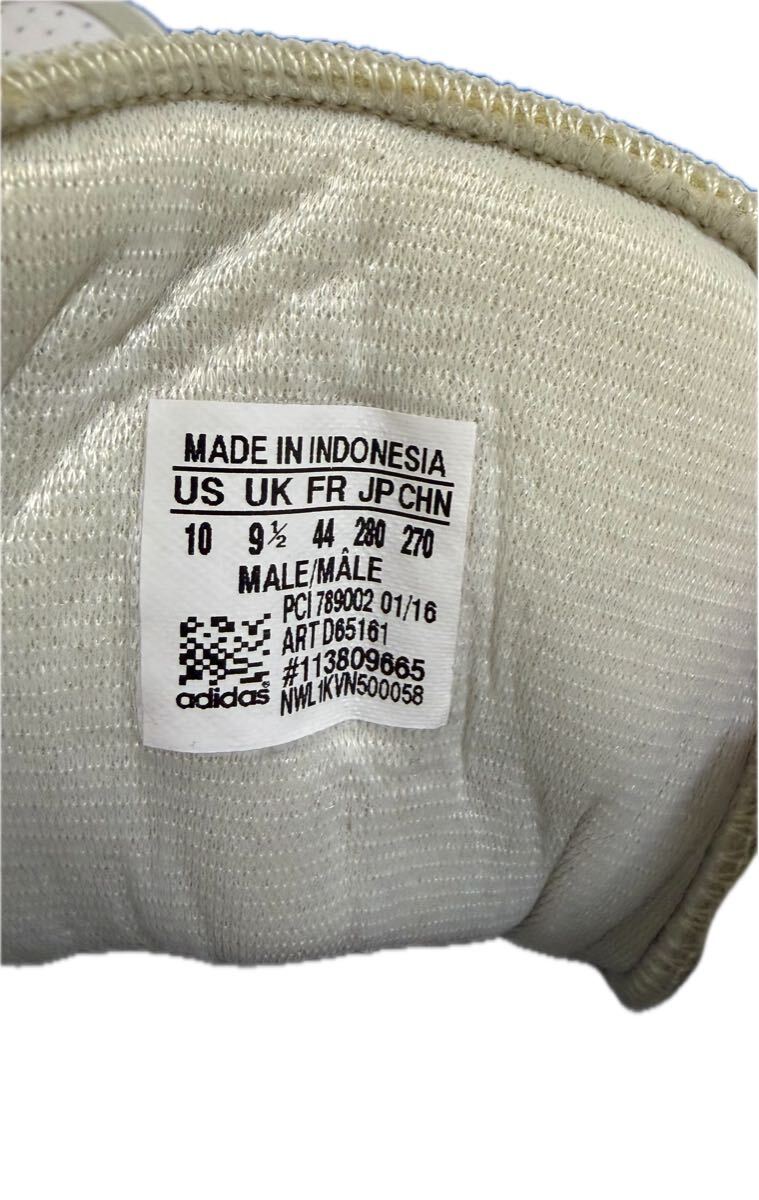 MADE IN INDONESIA
US UK FR JP CHN
10 9½ 44 280 270
MALE/MÂLE
PCI 789002 01/16
ART D65161
#113809665
NWL1KVN500058
adidas